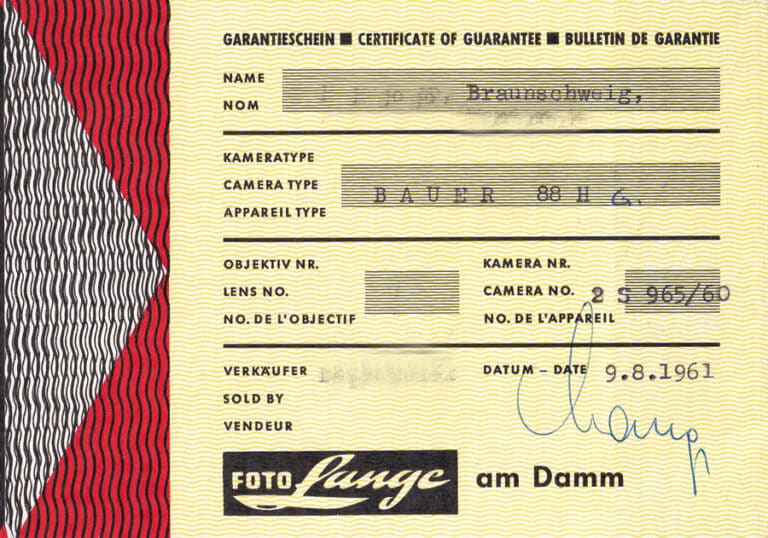 GARANTIESCHEIN ■ CERTIFICATE OF GUARANTEE ■ BULLETIN DE GARANTIE
NAME
NOM
Braunschweig,
KAMERATYPE
CAMERA TYPE
APPAREIL TYPE
BAUER 88 H G.
OBJEKTIV NR.
LENS NO.
NO. DE L'OBJECTIF
KAMERA NR.
CAMERA NO. 2 S 965/60
NO. DE L'APPAREIL
VERKÄUFER
SOLD BY
VENDEUR
DATUM – DATE 9.8.1961
FOTO Lange am Damm